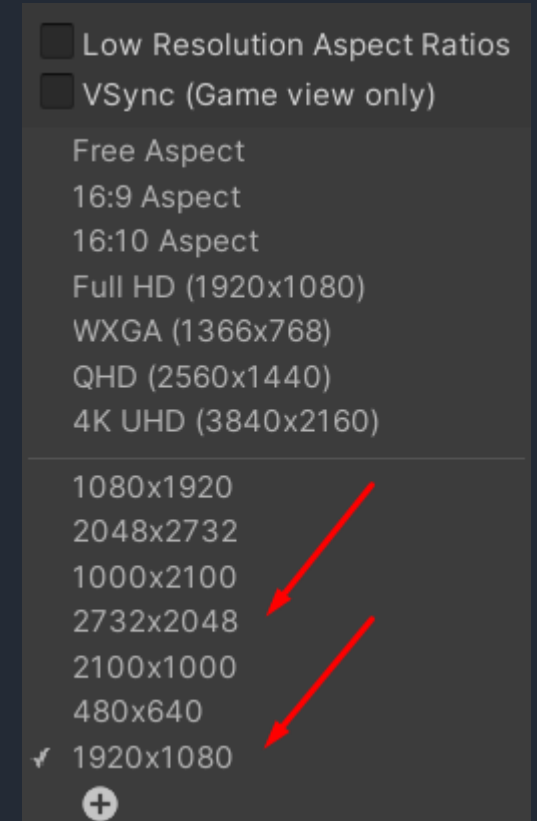 Low Resolution Aspect Ratios
VSync (Game view only)
Free Aspect
16:9 Aspect
16:10 Aspect
Full HD (1920x1080)
WXGA (1366x768)
QHD (2560x1440)
4K UHD (3840x2160)
1080x1920
2048x2732
1000x2100
2732x2048
2100x1000
480x640
1920x1080